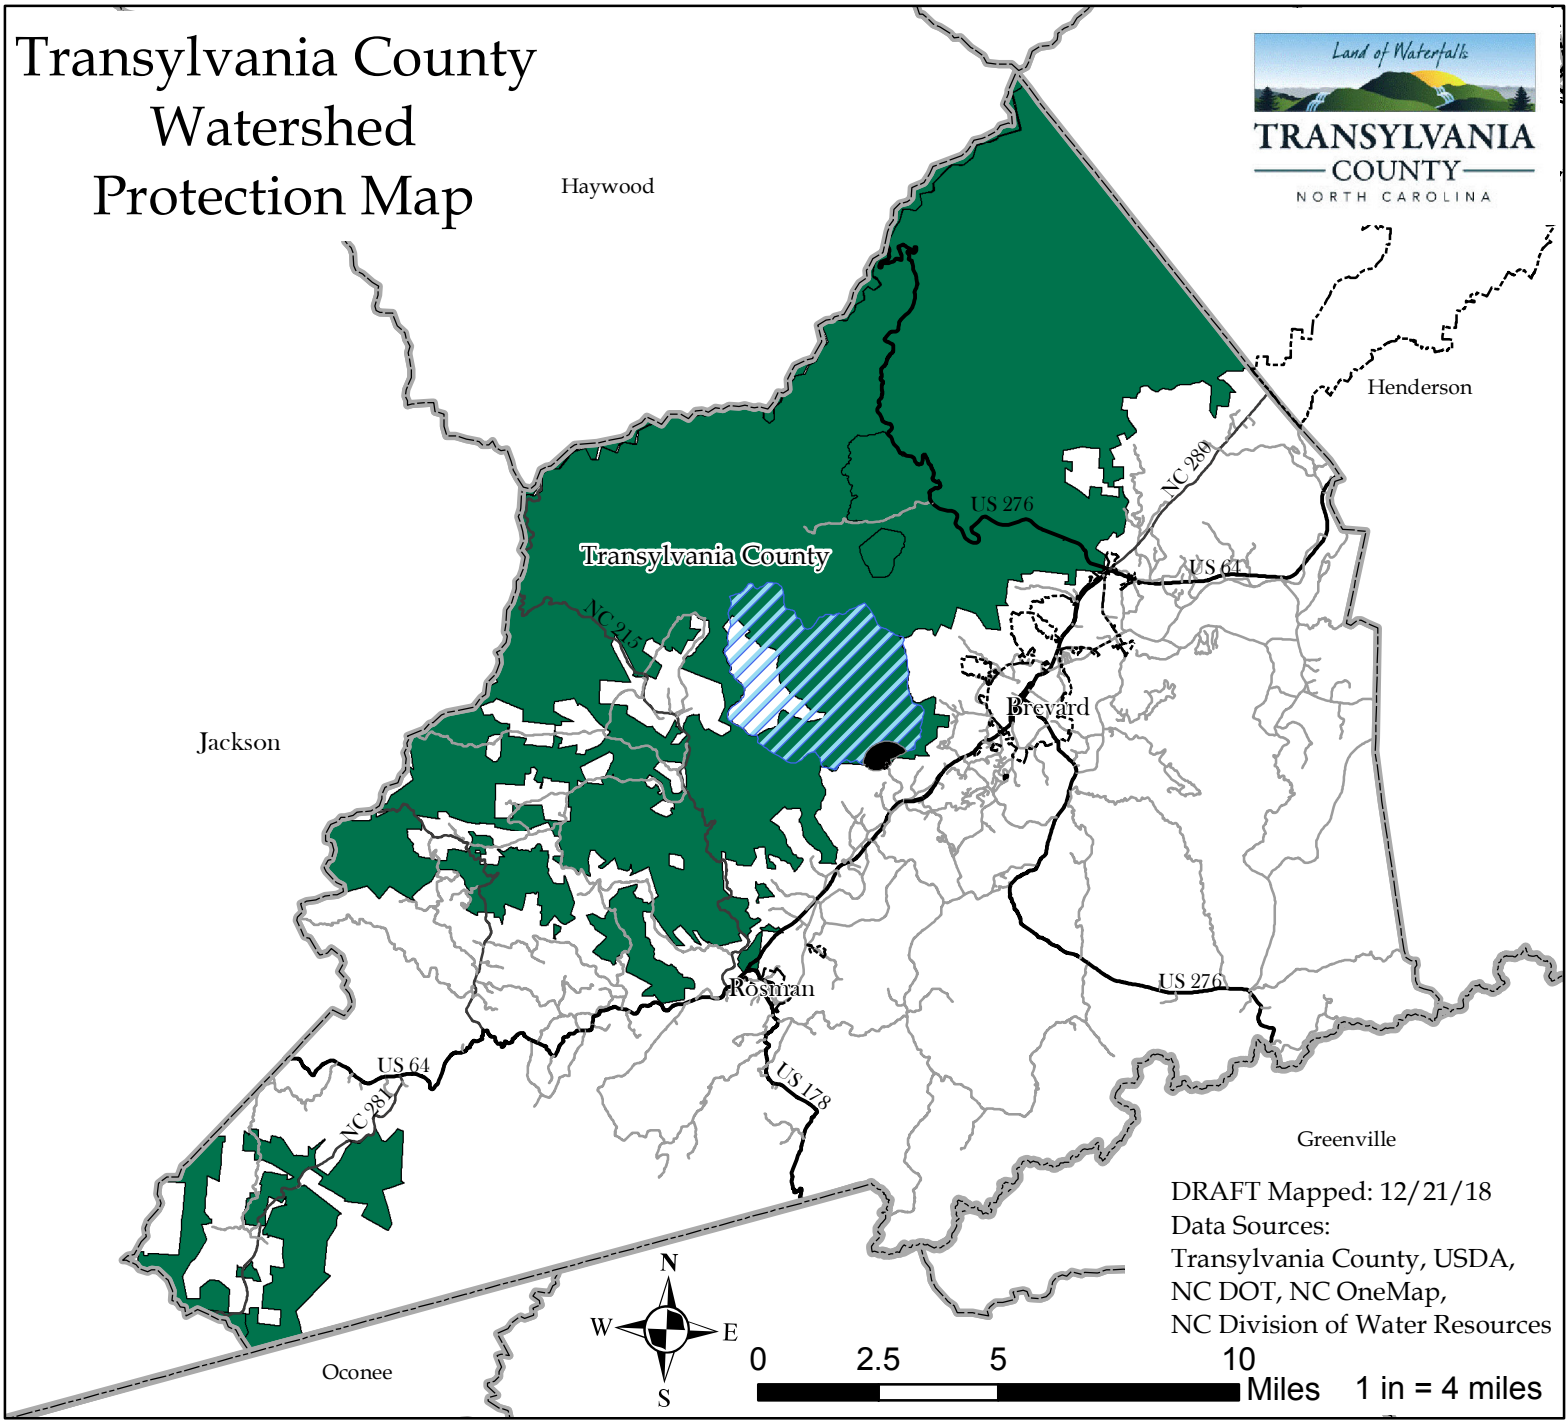 Transylvania County
Watershed
Protection Map
Land of Waterfalls
TRANSYLVANIA
COUNTY
NORTH CAROLINA
Haywood
Henderson
NC 280
US 276
Transylvania County
US 64
NC 215
Brevard
Jackson
US 276
Rosman
US 64
US 178
NC 281
Greenville
DRAFT Mapped: 12/21/18
Data Sources:
Transylvania County, USDA,
NC DOT, NC OneMap,
NC Division of Water Resources
N
W
E
S
Oconee
0 2.5 5 10
Miles
1 in = 4 miles